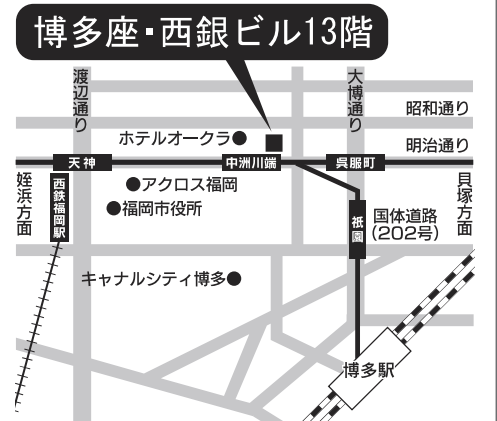 博多座・西銀ビル13階
渡辺通り
大博通り
昭和通り
ホテルオークラ●
明治通り
天神
中洲川端
呉服町
姪浜方面
西鉄福岡駅
●アクロス福岡
●福岡市役所
祇園
国体道路
(202号)
貝塚方面
キャナルシティ博多●
博多駅